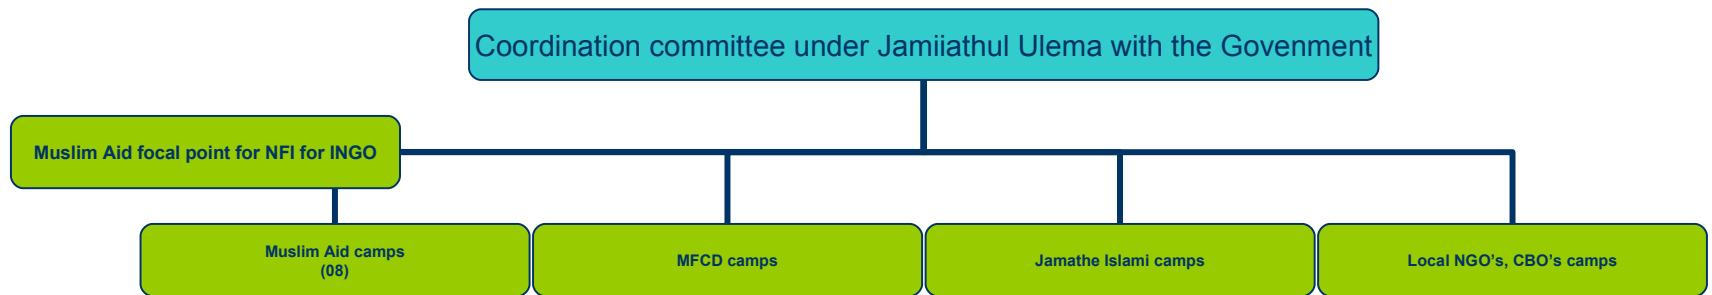 Coordination committee under Jamiiathul Ulema with the Govenment
Muslim Aid focal point for NFI for INGO
Muslim Aid camps
(08)
MFCD camps
Jamathe Islami camps
Local NGO’s, CBO’s camps